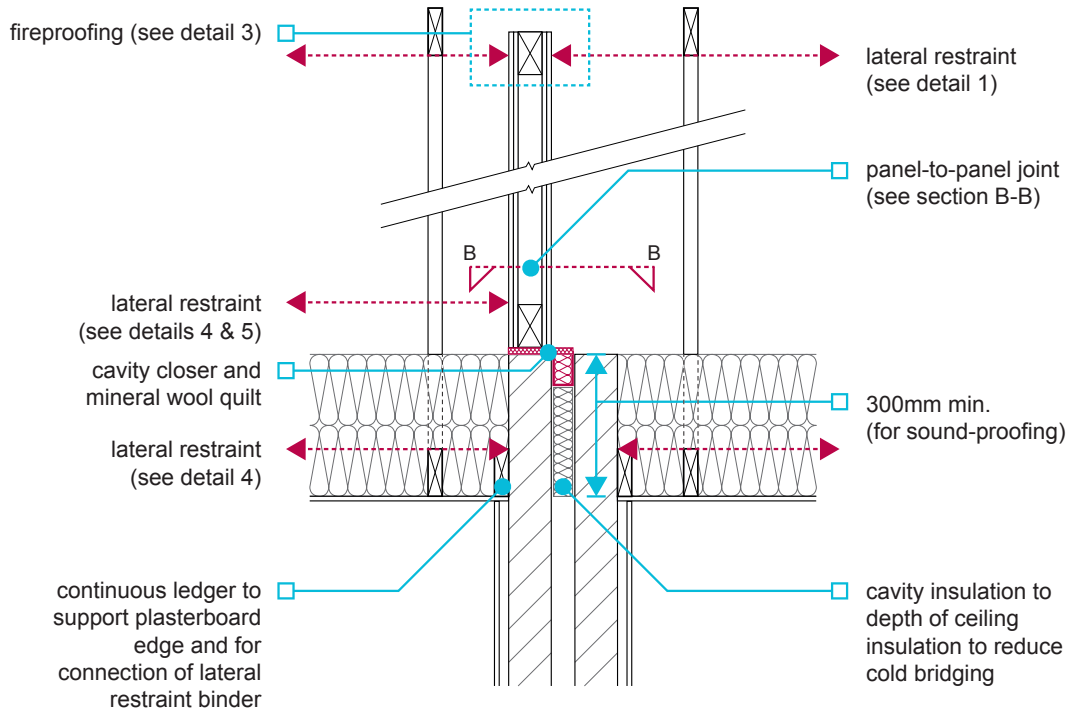 fireproofing (see detail 3)
lateral restraint
(see detail 1)
panel-to-panel joint
(see section B-B)
B
B
lateral restraint
(see details 4 & 5)
cavity closer and
mineral wool quilt
300mm min.
(for sound-proofing)
lateral restraint
(see detail 4)
continuous ledger to
support plasterboard
edge and for
connection of lateral
restraint binder
cavity insulation to
depth of ceiling
insulation to reduce
cold bridging